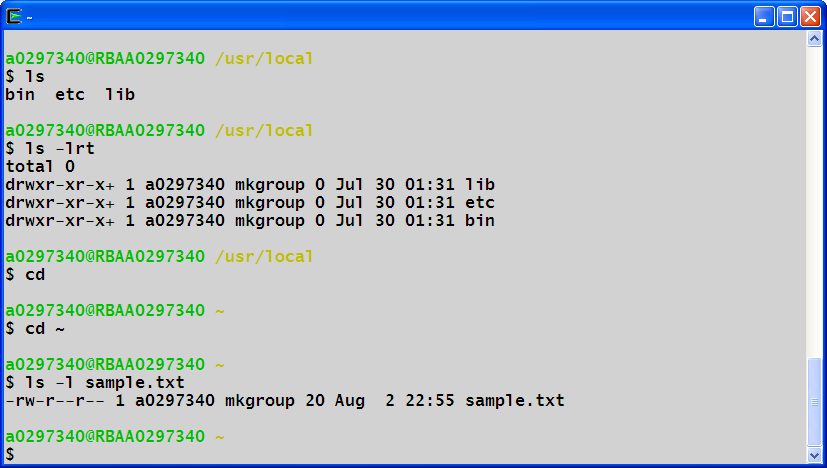 ~
a0297340@RBAA0297340 /usr/local
$ ls
bin  etc  lib
a0297340@RBAA0297340 /usr/local
$ ls -lrt
total 0
drwxr-xr-x+ 1 a0297340 mkgroup 0 Jul 30 01:31 lib
drwxr-xr-x+ 1 a0297340 mkgroup 0 Jul 30 01:31 etc
drwxr-xr-x+ 1 a0297340 mkgroup 0 Jul 30 01:31 bin
a0297340@RBAA0297340 /usr/local
$ cd
a0297340@RBAA0297340 ~
$ cd ~
a0297340@RBAA0297340 ~
$ ls -l sample.txt
-rw-r--r-- 1 a0297340 mkgroup 20 Aug  2 22:55 sample.txt
a0297340@RBAA0297340 ~
$